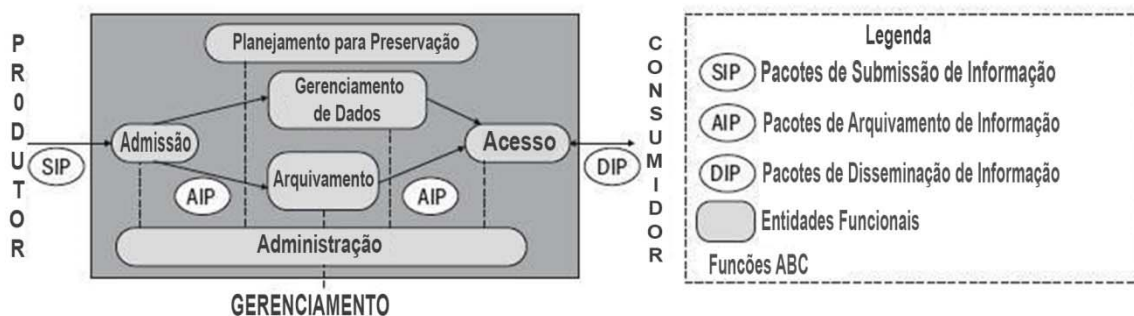 PR0DUTOR
SIP
Planejamento para Preservação
Gerenciamento
de Dados
Admissão
Acesso
AIP
Arquivamento
AIP
Administração
GERENCIAMENTO
DIP
CONSUMIDOR
Legenda
SIP Pacotes de Submissão de Informação
AIP Pacotes de Arquivamento de Informação
DIP Pacotes de Disseminação de Informação
Entidades Funcionais
Funcões ABC